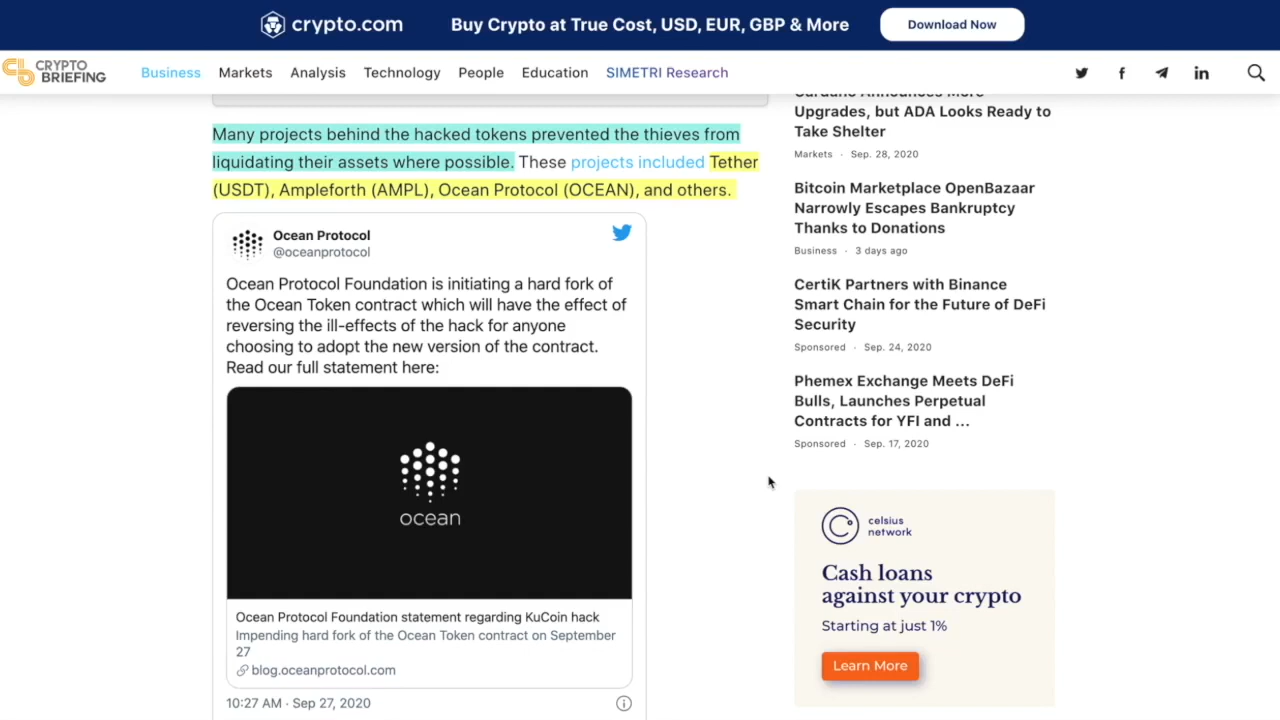 crypto.com
Buy Crypto at True Cost, USD, EUR, GBP & More
Download Now
CRYPTO
BRIEFING
Business
Markets
Analysis
Technology
People
Education
SIMETRI Research
Many projects behind the hacked tokens prevented the thieves from
liquidating their assets where possible. These projects included Tether
(USDT), Ampleforth (AMPL), Ocean Protocol (OCEAN), and others.
Ocean Protocol
@oceanprotocol
Ocean Protocol Foundation is initiating a hard fork of
the Ocean Token contract which will have the effect of
reversing the ill-effects of the hack for anyone
choosing to adopt the new version of the contract.
Read our full statement here:
ocean
Ocean Protocol Foundation statement regarding KuCoin hack
Impending hard fork of the Ocean Token contract on September
27
blog.oceanprotocol.com
10:27 AM · Sep 27, 2020
Cardano Announces More
Upgrades, but ADA Looks Ready to
Take Shelter
Markets · Sep. 28, 2020
Bitcoin Marketplace OpenBazaar
Narrowly Escapes Bankruptcy
Thanks to Donations
Business · 3 days ago
CertiK Partners with Binance
Smart Chain for the Future of DeFi
Security
Sponsored · Sep. 24, 2020
Phemex Exchange Meets DeFi
Bulls, Launches Perpetual
Contracts for YFI and ...
Sponsored · Sep. 17, 2020
celsius
network
Cash loans
against your crypto
Starting at just 1%
Learn More